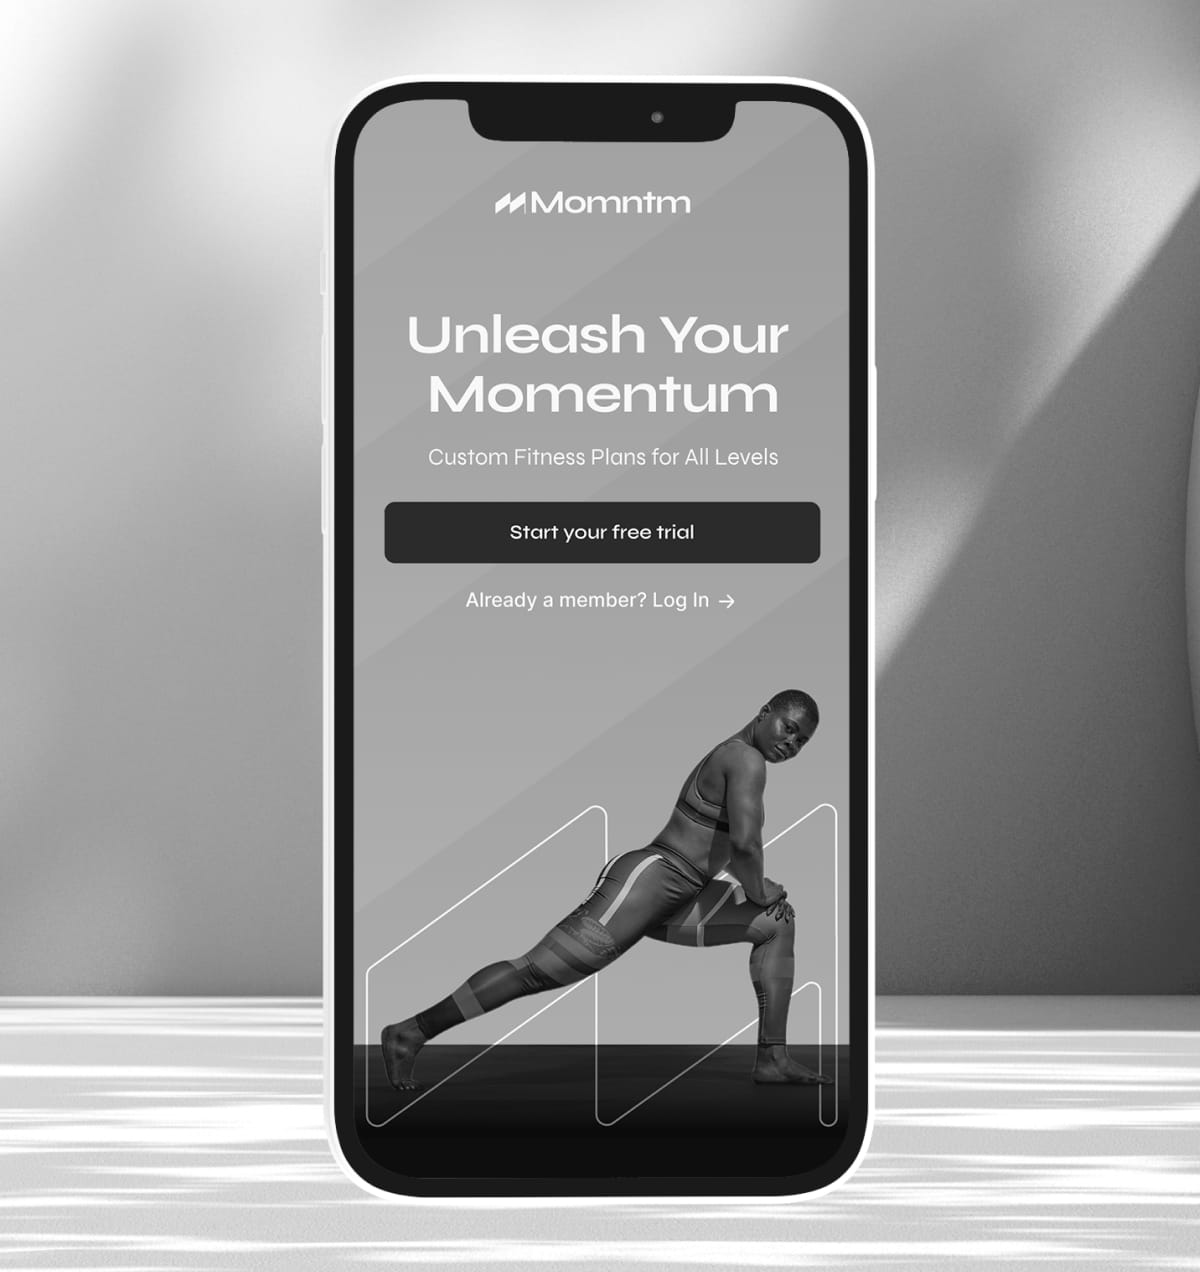 Momntm
Unleash Your
Momentum
Custom Fitness Plans for All Levels
Start your free trial
Already a member? Log In →